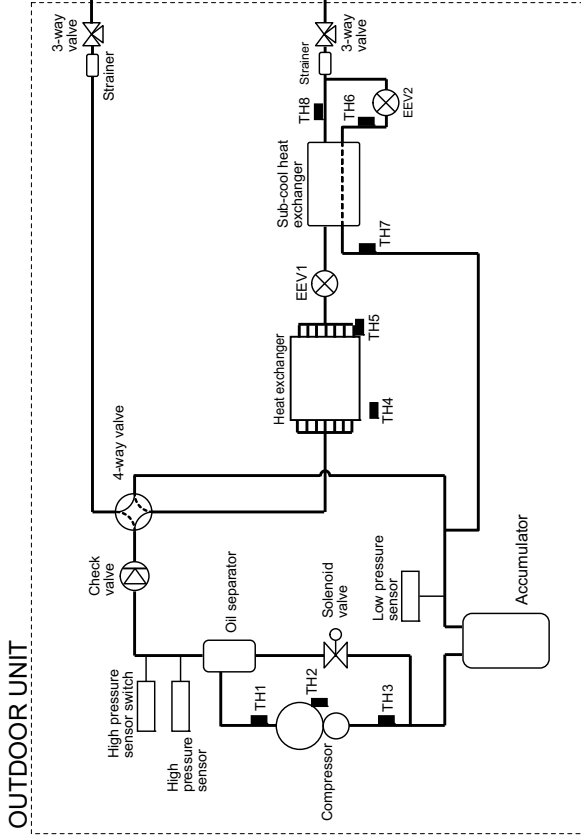 OUTDOOR UNIT
High pressure
sensor switch
High
pressure
sensor
Check
valve
4-way valve
3-way
valve
Strainer
Oil separator
Solenoid
valve
TH1
TH2
TH3
Compressor
Low pressure
sensor
Accumulator
Heat exchanger
TH4
TH5
EEV1
Sub-cool heat
exchanger
TH7
TH8
TH6
EEV2
Strainer
3-way
valve